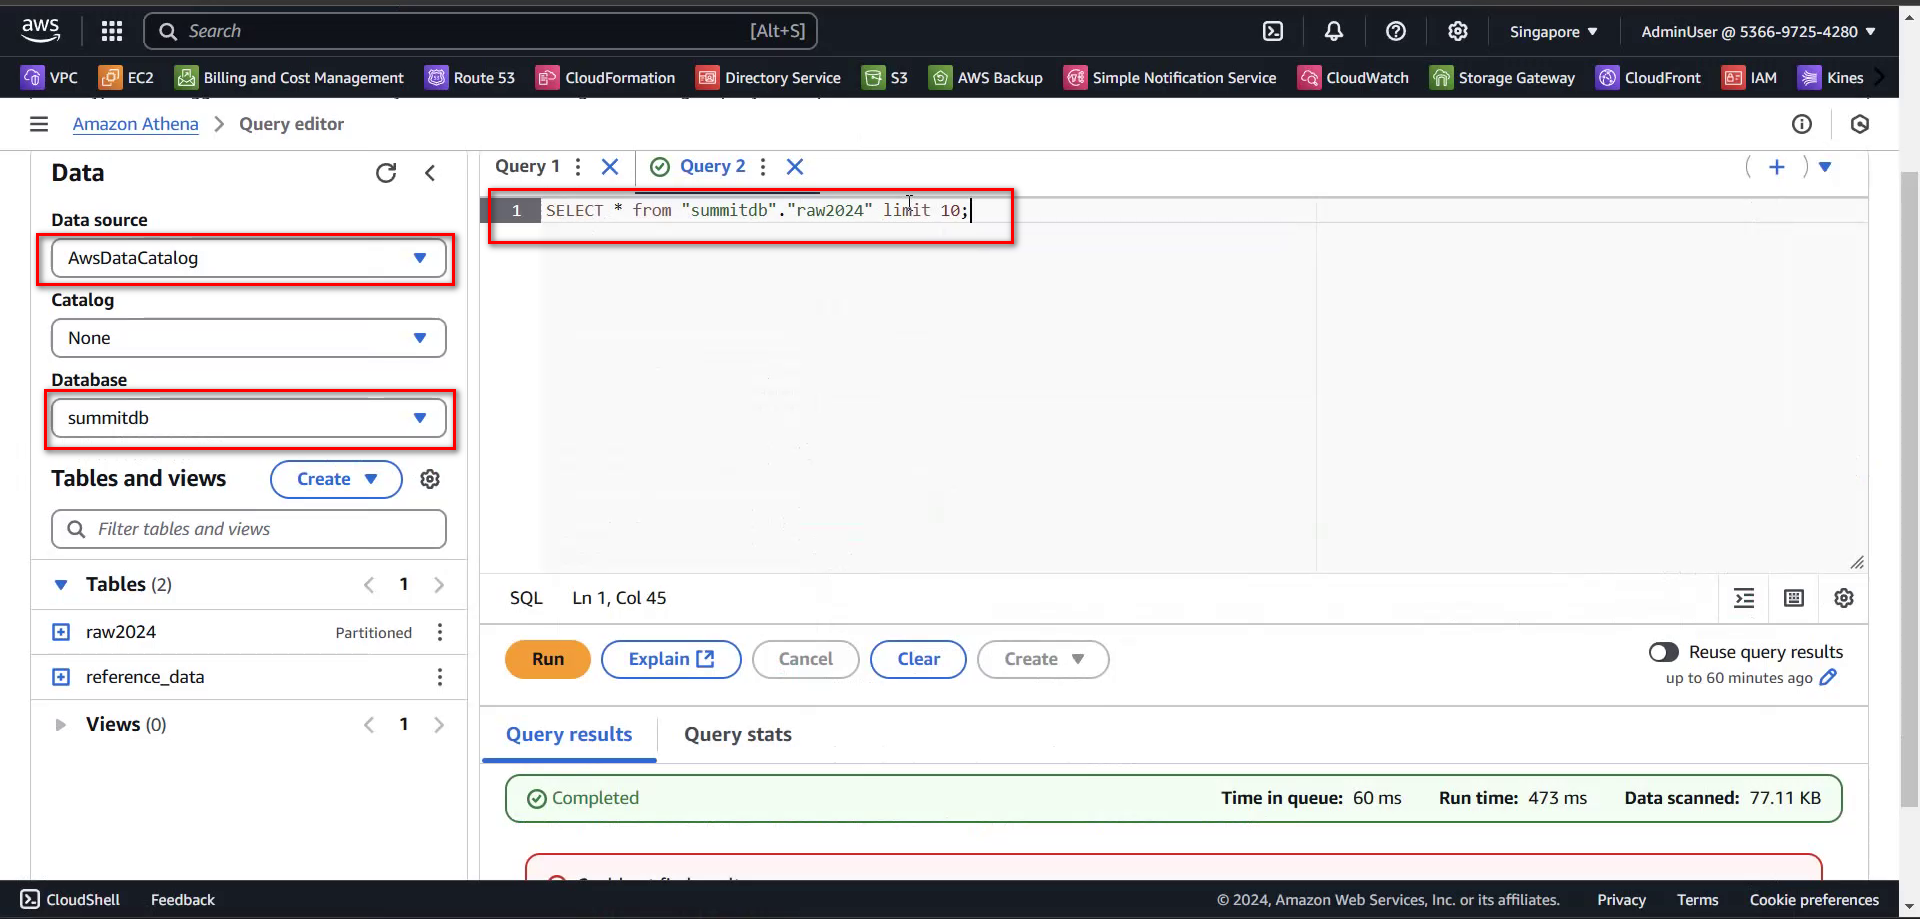 aws
Search [Alt+S]
Singapore
AdminUser @ 5366-9725-4280
VPC EC2 Billing and Cost Management Route 53 CloudFormation Directory Service S3 AWS Backup Simple Notification Service CloudWatch Storage Gateway CloudFront IAM Kines
Amazon Athena > Query editor
Data
Data source
AwsDataCatalog
Catalog
None
Database
summitdb
Tables and views
Create
Filter tables and views
Tables (2) < 1 >
raw2024 Partitioned
reference_data
Views (0) < 1 >
Query 1
Query 2
1 SELECT * from "summitdb"."raw2024" limit 10;
SQL Ln 1, Col 45
Run Explain Cancel Clear Create
Reuse query results
up to 60 minutes ago
Query results Query stats
Completed
Time in queue: 60 ms Run time: 473 ms Data scanned: 77.11 KB
CloudShell Feedback
© 2024, Amazon Web Services, Inc. or its affiliates. Privacy Terms Cookie preferences